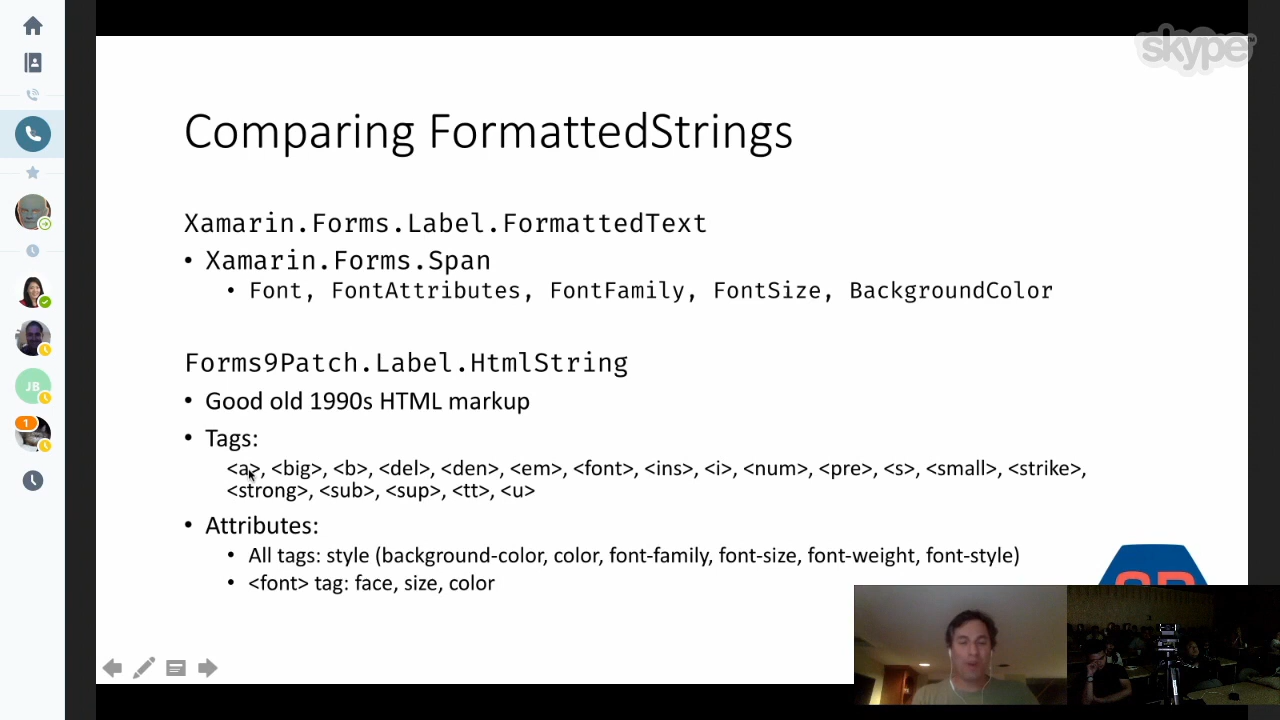 skype™
Comparing FormattedStrings
Xamarin.Forms.Label.FormattedText
• Xamarin.Forms.Span
• Font, FontAttributes, FontFamily, FontSize, BackgroundColor
Forms9Patch.Label.HtmlString
• Good old 1990s HTML markup
• Tags:
<a>, <big>, <b>, <del>, <den>, <em>, <font>, <ins>, <i>, <num>, <pre>, <s>, <small>, <strike>,
<strong>, <sub>, <sup>, <tt>, <u>
• Attributes:
• All tags: style (background-color, color, font-family, font-size, font-weight, font-style)
• <font> tag: face, size, color
JB
1